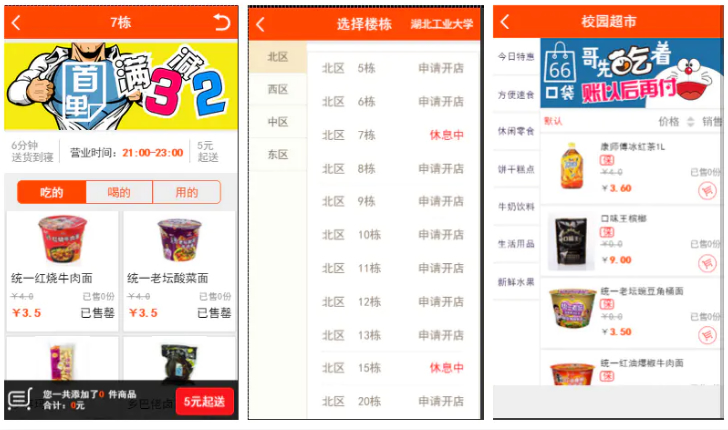 7栋
首单
满减
3 2
6分钟
送货到寝
营业时间：21:00-23:00
5元
起送
吃的
喝的
用的
统一红烧牛肉面
¥4.0
已售0份
¥3.5
已售罄
统一老坛酸菜面
¥4.0
已售0份
¥3.5
已售罄
您一共添加了0 件商品
合计：0元
5元起送
选择楼栋
湖北工业大学
北区
西区
中区
东区
北区 5栋 申请开店
北区 6栋 申请开店
北区 7栋 休息中
北区 8栋 申请开店
北区 9栋 申请开店
北区 10栋 申请开店
北区 11栋 申请开店
北区 12栋 申请开店
北区 13栋 申请开店
北区 15栋 休息中
北区 20栋 申请开店
校园超市
今日特惠
方便速食
休闲零食
饼干糕点
牛奶饮料
生活用品
新鲜水果
66
口袋
哥先吃着
账以后再付
默认
价格
销售
康师傅冰红茶1L
¥4.0
已售0份
¥3.60
口味王槟榔
¥0.0
已售0份
¥9.00
统一老坛豌豆角桶面
¥0.0
已售0份
¥3.50
统一红油爆椒牛肉面